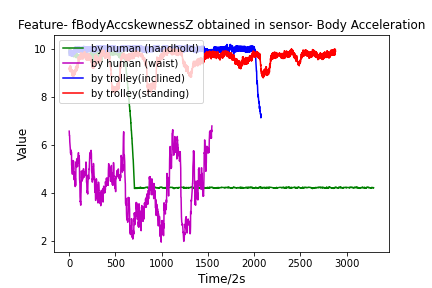 Feature- fBodyAccskewnessZ obtained in sensor- Body Acceleration
by human (handhold)
by human (waist)
by trolley(inclined)
by trolley(standing)
10
8
6
4
2
Value
0 500 1000 1500 2000 2500 3000
Time/2s